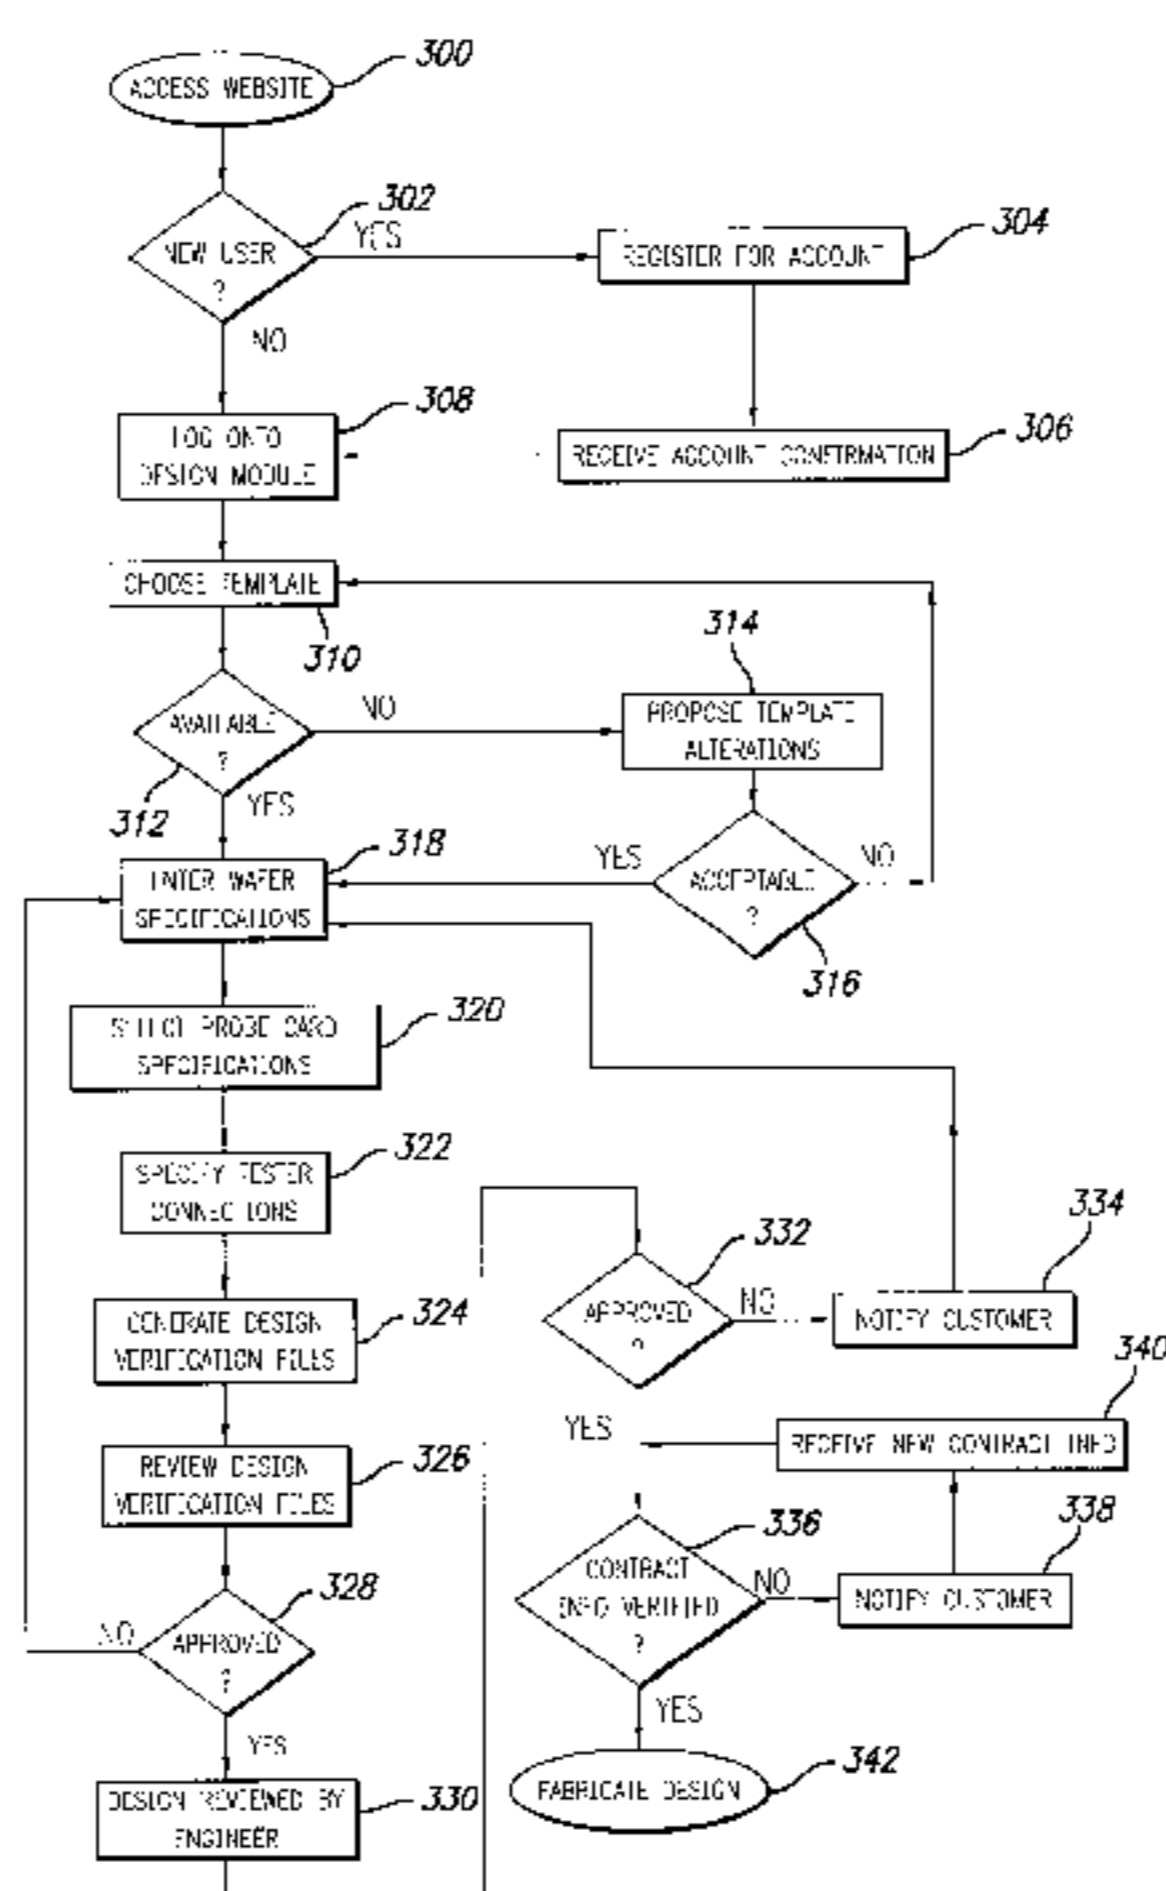 300
ACCESS WEBSITE
302
NEW USER
?
YES
304
REGISTER FOR ACCOUNT
NO
308
LOG ONTO
DESIGN MODULE
306
RECEIVE ACCOUNT CONFIRMATION
CHOOSE TEMPLATE
310
314
AVAILABLE
?
NO
PROPOSE TEMPLATE
ALTERATIONS
312
YES
318
ENTER WAFER
SPECIFICATIONS
YES
ACCEPTABLE
?
NO
316
320
SELECT PROBE CARD
SPECIFICATIONS
322
SPECIFY TESTER
CONNECTIONS
332
APPROVED
?
NO
334
NOTIFY CUSTOMER
324
GENERATE DESIGN
VERIFICATION FILES
340
YES
RECEIVE NEW CONTRACT INFO
326
REVIEW DESIGN
VERIFICATION FILES
336
CONTRACT
INFO VERIFIED
?
NO
338
NOTIFY CUSTOMER
328
NO
APPROVED
?
YES
YES
342
FABRICATE DESIGN
330
DESIGN REVIEWED BY
ENGINEER